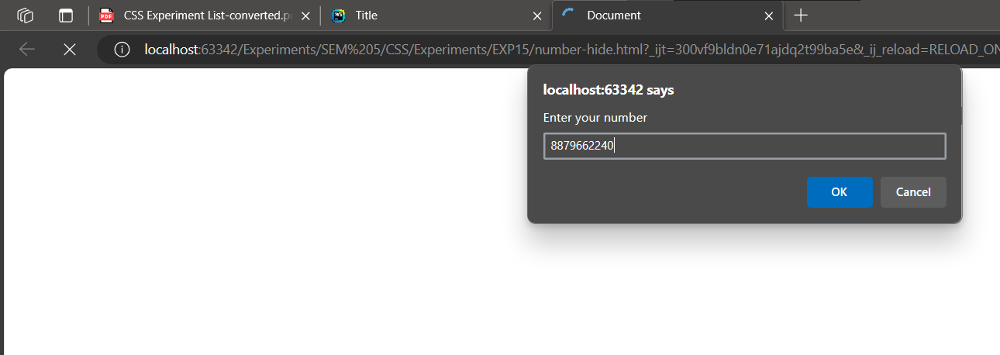 CSS Experiment List-converted.p
Title
Document
localhost:63342/Experiments/SEM%205/CSS/Experiments/EXP15/number-hide.html?_ijt=300vf9bldn0e71ajdq2t99ba5e&_ij_reload=RELOAD_ON
localhost:63342 says
Enter your number
8879662240
OK
Cancel